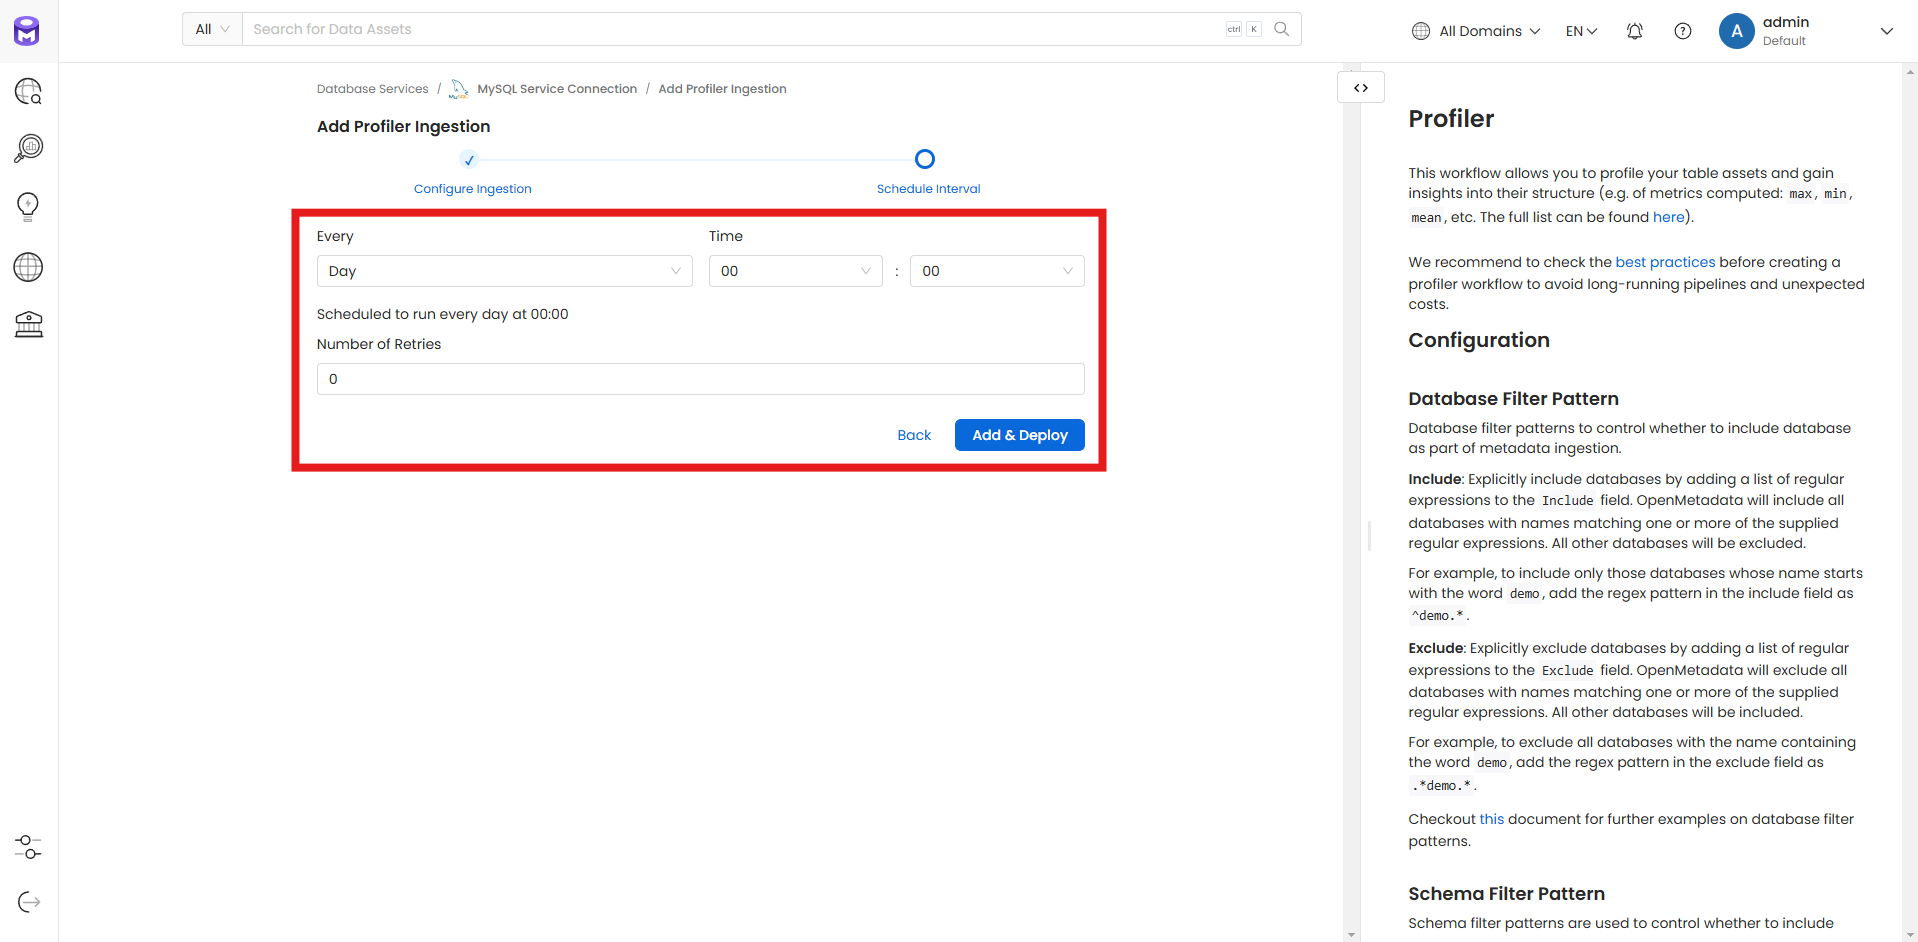 All
Search for Data Assets
ctrl K
All Domains
EN
A
admin
Default
Database Services / MySQL Service Connection / Add Profiler Ingestion
Add Profiler Ingestion
Configure Ingestion
Schedule Interval
Every
Time
Day
00 : 00
Scheduled to run every day at 00:00
Number of Retries
0
Back
Add & Deploy
Profiler
This workflow allows you to profile your table assets and gain
insights into their structure (e.g. of metrics computed: max, min,
mean, etc. The full list can be found here).
We recommend to check the best practices before creating a
profiler workflow to avoid long-running pipelines and unexpected
costs.
Configuration
Database Filter Pattern
Database filter patterns to control whether to include database
as part of metadata ingestion.
Include: Explicitly include databases by adding a list of regular
expressions to the Include field. OpenMetadata will include all
databases with names matching one or more of the supplied
regular expressions. All other databases will be excluded.
For example, to include only those databases whose name starts
with the word demo, add the regex pattern in the include field as
^demo.*.
Exclude: Explicitly exclude databases by adding a list of regular
expressions to the Exclude field. OpenMetadata will exclude all
databases with names matching one or more of the supplied
regular expressions. All other databases will be included.
For example, to exclude all databases with the name containing
the word demo, add the regex pattern in the exclude field as
.*demo.*.
Checkout this document for further examples on database filter
patterns.
Schema Filter Pattern
Schema filter patterns are used to control whether to include